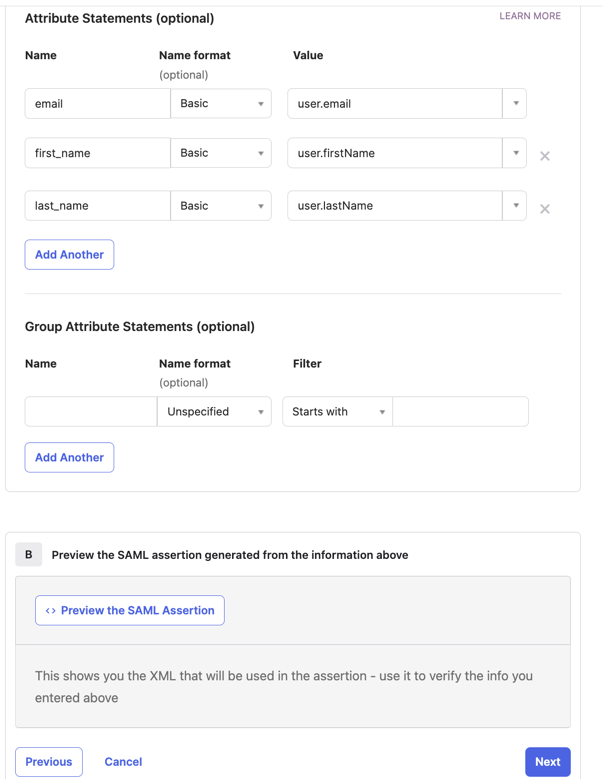 Attribute Statements (optional) LEARN MORE
Name Name format Value
(optional)
email Basic user.email
first_name Basic user.firstName
last_name Basic user.lastName
Add Another
Group Attribute Statements (optional)
Name Name format Filter
(optional)
Unspecified Starts with
Add Another
B Preview the SAML assertion generated from the information above
<> Preview the SAML Assertion
This shows you the XML that will be used in the assertion - use it to verify the info you
entered above
Previous Cancel Next